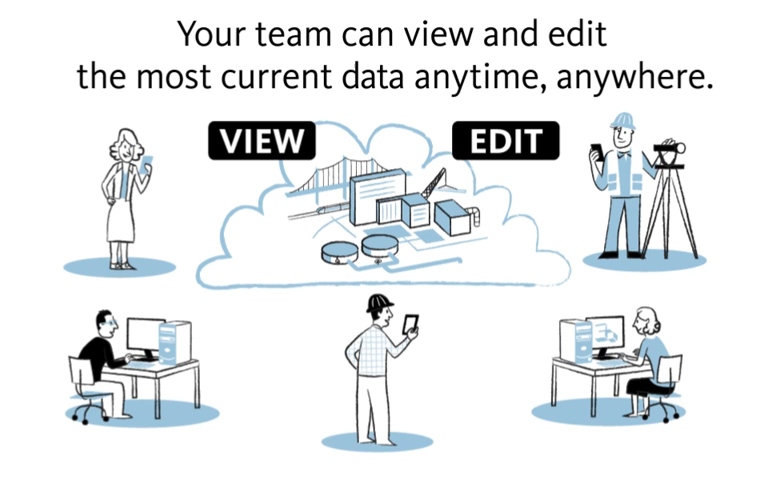 Your team can view and edit
the most current data anytime, anywhere.
VIEW
EDIT